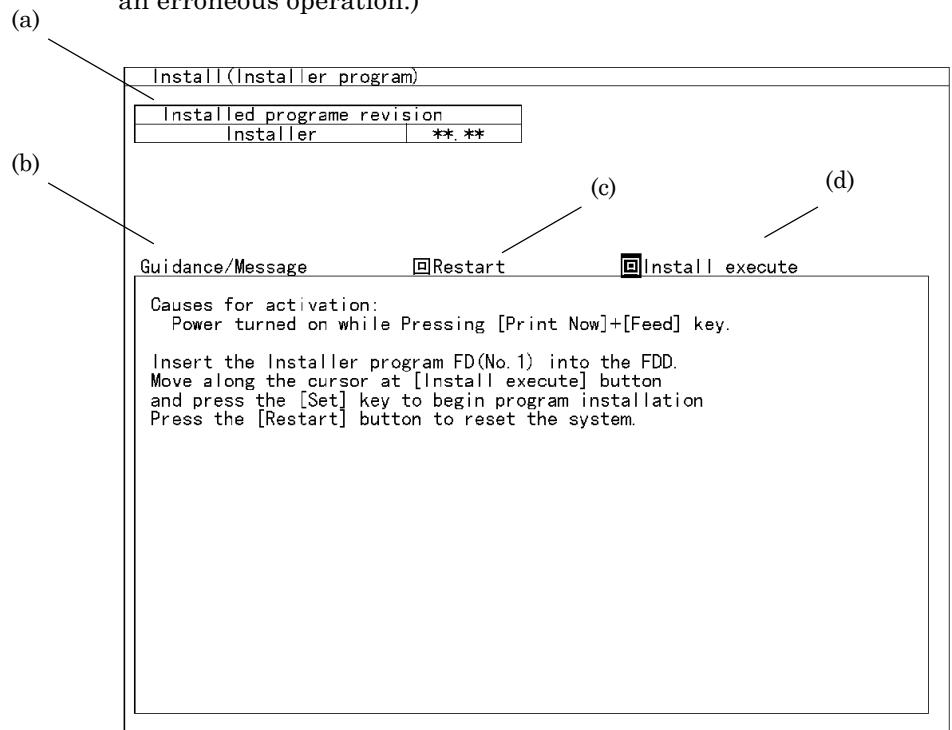 an erroneous operation.)
(a)
Install(Installer program)
Installed programe revision
Installer **.**
(b)
(c)
(d)
Guidance/Message Restart Install execute
Causes for activation:
Power turned on while Pressing [Print Now]+[Feed] key.
Insert the Installer program FD(No.1) into the FDD.
Move along the cursor at [Install execute] button
and press the [Set] key to begin program installation
Press the [Restart] button to reset the system.